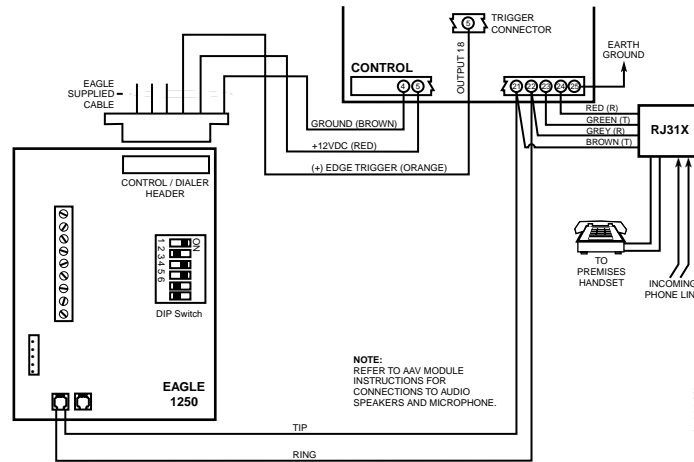 TRIGGER
CONNECTOR
5
OUTPUT 18
EARTH
GROUND
CONTROL
4 5
21 22 23 24 25
EAGLE
SUPPLIED
CABLE
RED (R)
GREEN (T)
GREY (R)
BROWN (T)
RJ31X
GROUND (BROWN)
+12VDC (RED)
(+) EDGE TRIGGER (ORANGE)
CONTROL / DIALER
HEADER
ON
1 2 3 4 5 6
DIP Switch
TO
PREMISES
HANDSET
INCOMING
PHONE LIN
NOTE:
REFER TO AAV MODULE
INSTRUCTIONS FOR
CONNECTIONS TO AUDIO
SPEAKERS AND MICROPHONE.
EAGLE
1250
TIP
RING